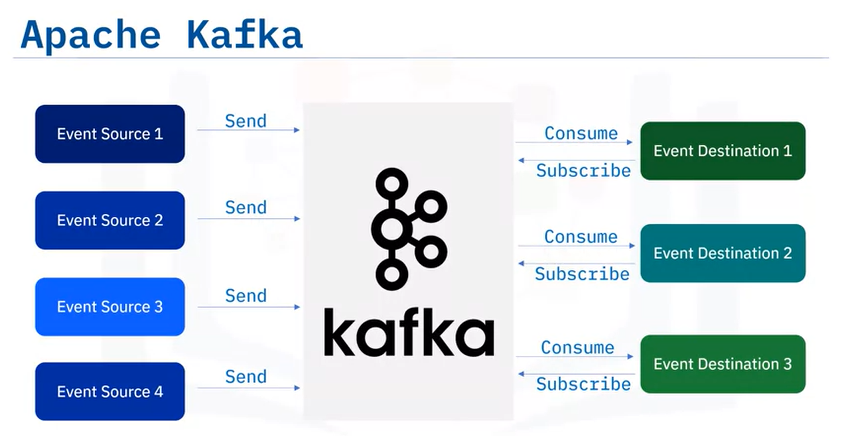 Apache Kafka
Event Source 1
Send
Event Source 2
Send
Event Source 3
Send
Event Source 4
Send
kafka
Consume
Subscribe
Event Destination 1
Consume
Subscribe
Event Destination 2
Consume
Subscribe
Event Destination 3